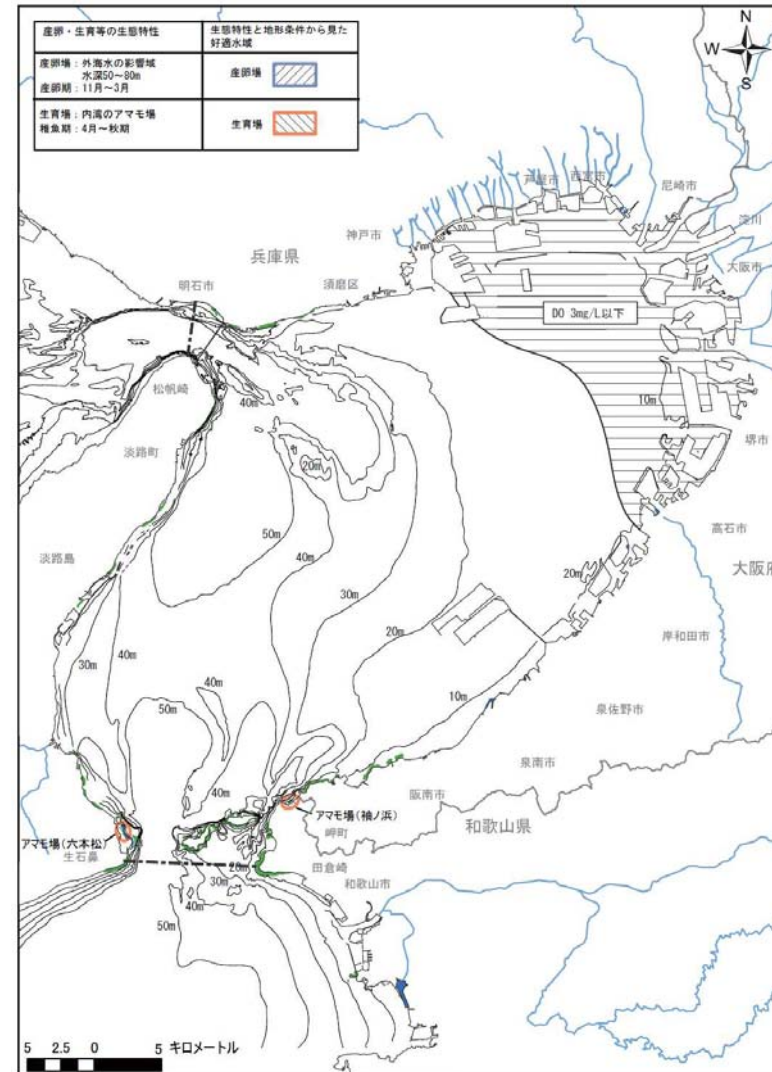 産卵・生育等の生態特性
生態特性と地形条件から見た
好適水域
産卵場：外海水の影響域
水深50～80m
産卵期：11月～3月
産卵場
生育場：内湾のアマモ場
稚魚期：4月～秋期
生育場
N
W
S
芦屋市
西宮市
尼崎市
神戸市
淀川
兵庫県
大阪市
明石市
須磨区
DO 3mg/L以下
松帆崎
40m
10m
淡路町
堺市
20m
50m
高石市
40m
淡路島
大阪府
20m
30m
岸和田市
20m
30m
40m
10m
50m
40m
泉佐野市
泉南市
40m
阪南市
アマモ場(袖ノ浜)
岬町
和歌山県
アマモ場(六本松)
生石鼻
20m
田倉崎
30m
和歌山市
40m
50m
5 2.5 0 5 キロメートル